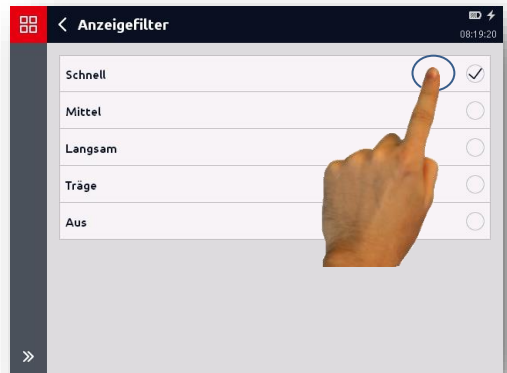 Anzeigefilter
08:19:20
Schnell
Mittel
Langsam
Träge
Aus